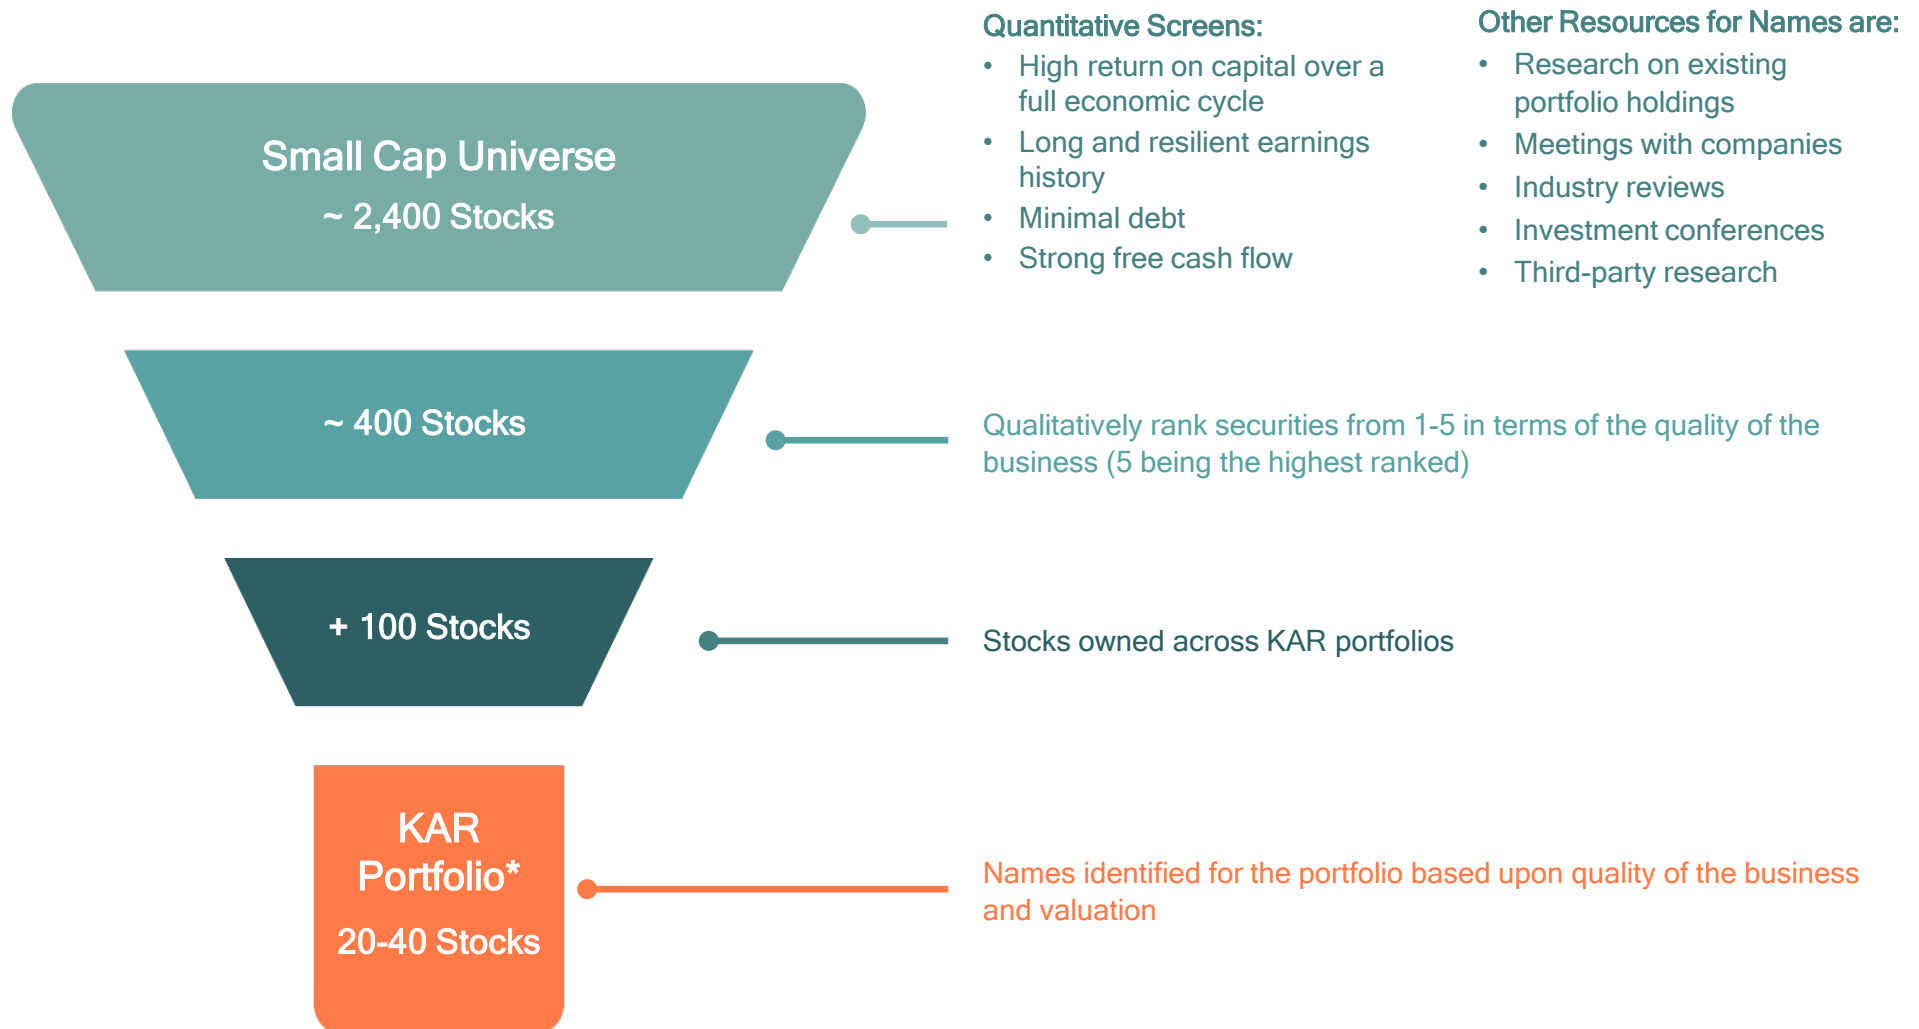 Small Cap Universe
~ 2,400 Stocks
Quantitative Screens:
• High return on capital over a
full economic cycle
• Long and resilient earnings
history
• Minimal debt
• Strong free cash flow
Other Resources for Names are:
• Research on existing
portfolio holdings
• Meetings with companies
• Industry reviews
• Investment conferences
• Third-party research
~ 400 Stocks
Qualitatively rank securities from 1-5 in terms of the quality of the
business (5 being the highest ranked)
+ 100 Stocks
Stocks owned across KAR portfolios
KAR
Portfolio*
20-40 Stocks
Names identified for the portfolio based upon quality of the business
and valuation